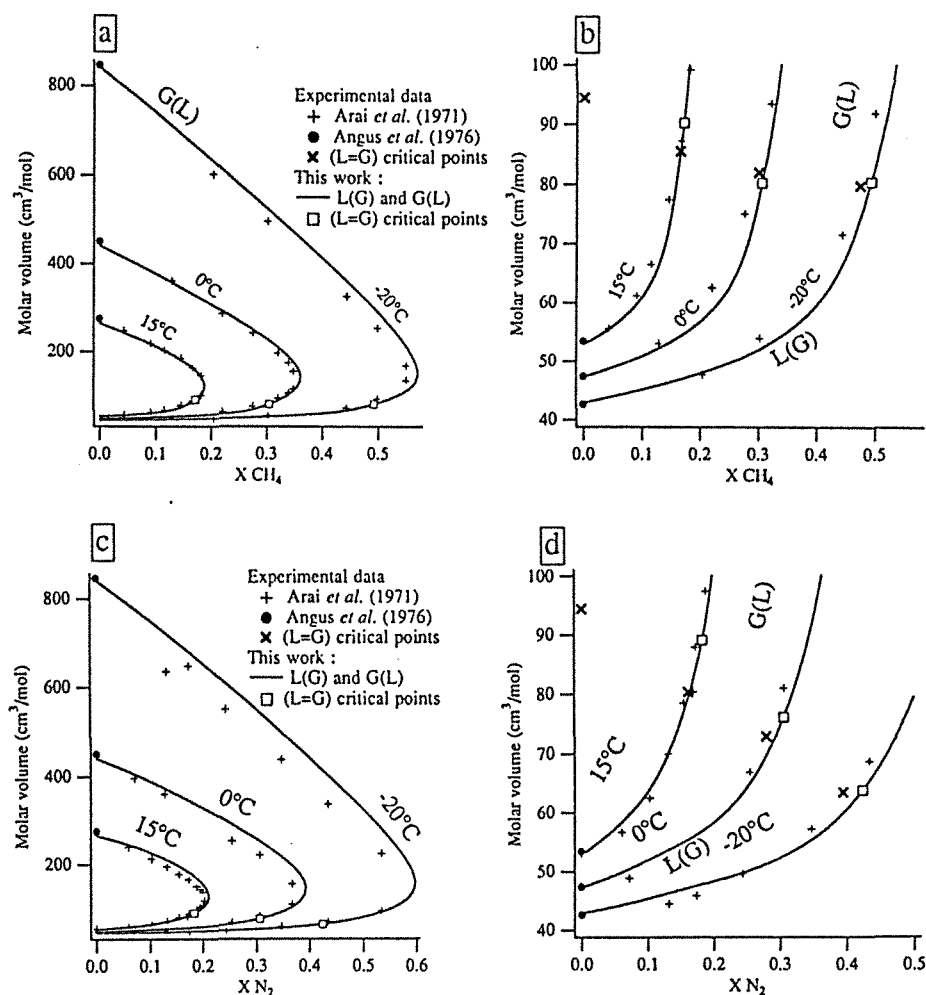 a
800
600
400
200
Molar volume (cm³/mol)
0.0 0.1 0.2 0.3 0.4 0.5
X CH₄
G(L)
-20°C
0°C
15°C
Experimental data
+ Arai et al. (1971)
● Angus et al. (1976)
× (L=G) critical points
This work :
— L(G) and G(L)
□ (L=G) critical points
b
100
90
80
70
60
50
40
Molar volume (cm³/mol)
0.0 0.1 0.2 0.3 0.4 0.5
X CH₄
G(L)
15°C
0°C
-20°C
L(G)
c
800
600
400
200
Molar volume (cm³/mol)
0.0 0.1 0.2 0.3 0.4 0.5 0.6
X N₂
Experimental data
+ Arai et al. (1971)
● Angus et al. (1976)
× (L=G) critical points
This work :
— L(G) and G(L)
□ (L=G) critical points
0°C
-20°C
15°C
d
100
90
80
70
60
50
40
Molar volume (cm³/mol)
0.0 0.1 0.2 0.3 0.4 0.5
X N₂
G(L)
15°C
0°C
L(G)
-20°C